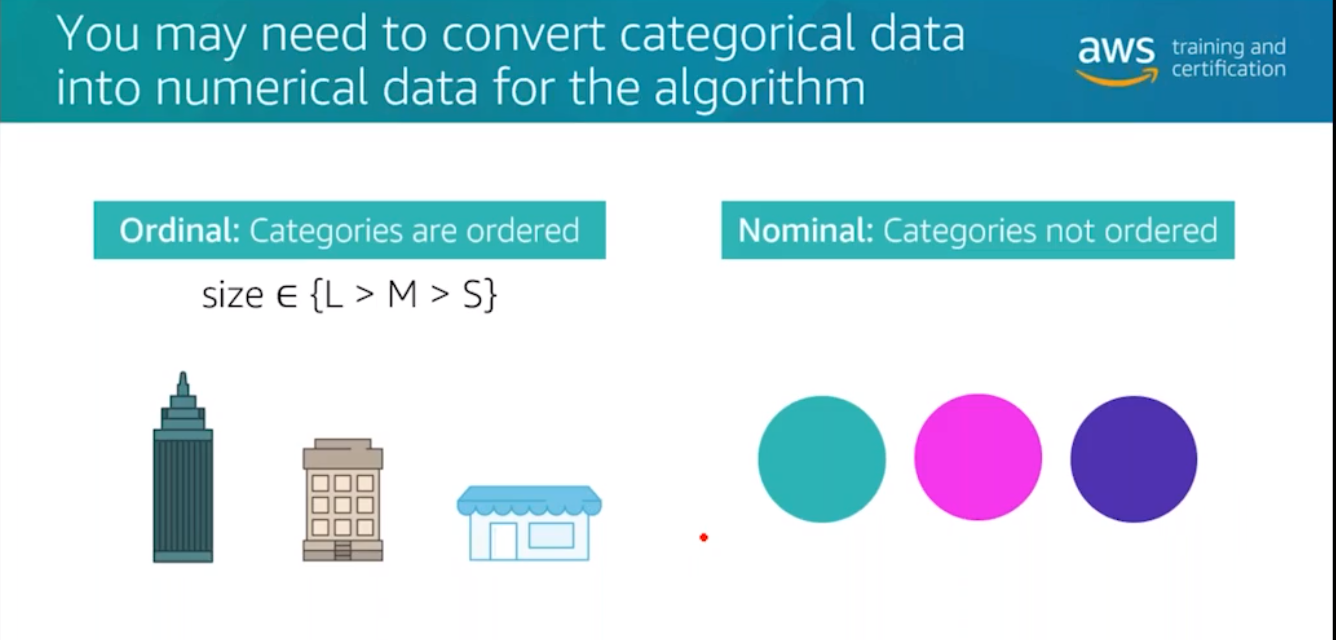 You may need to convert categorical data
into numerical data for the algorithm
aws training and
certification
Ordinal: Categories are ordered
size ∈ {L > M > S}
Nominal: Categories not ordered